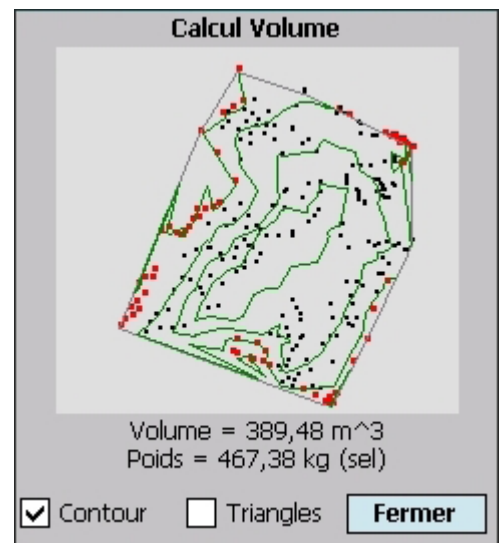 Calcul Volume
Volume = 389,48 m^3
Poids = 467,38 kg (sel)
Contour Triangles Fermer